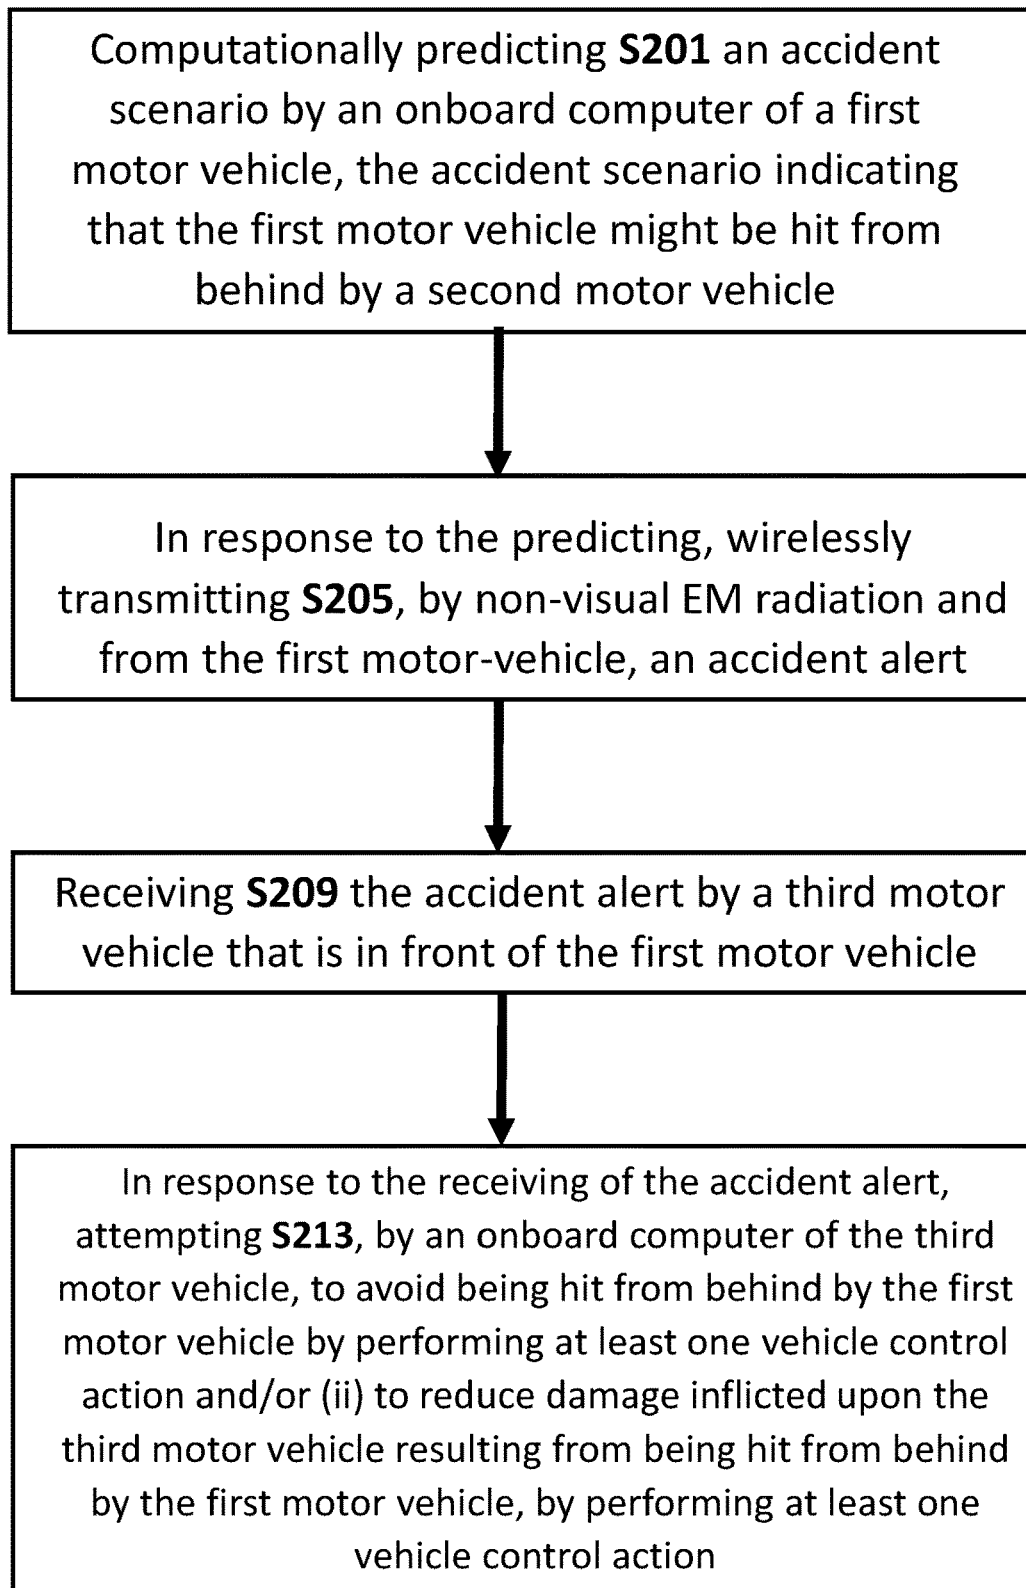 Computationally predicting S201 an accident
scenario by an onboard computer of a first
motor vehicle, the accident scenario indicating
that the first motor vehicle might be hit from
behind by a second motor vehicle
In response to the predicting, wirelessly
transmitting S205, by non-visual EM radiation and
from the first motor-vehicle, an accident alert
Receiving S209 the accident alert by a third motor
vehicle that is in front of the first motor vehicle
In response to the receiving of the accident alert,
attempting S213, by an onboard computer of the third
motor vehicle, to avoid being hit from behind by the first
motor vehicle by performing at least one vehicle control
action and/or (ii) to reduce damage inflicted upon the
third motor vehicle resulting from being hit from behind
by the first motor vehicle, by performing at least one
vehicle control action